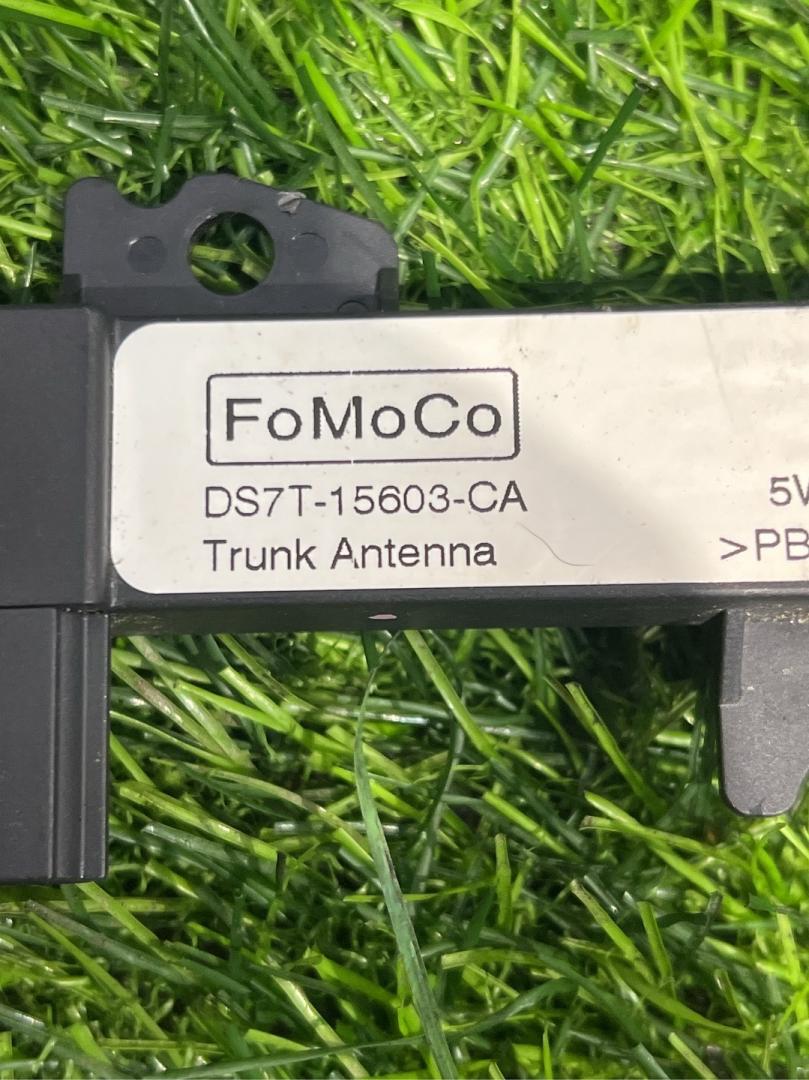 FoMoCo
DS7T-15603-CA
Trunk Antenna